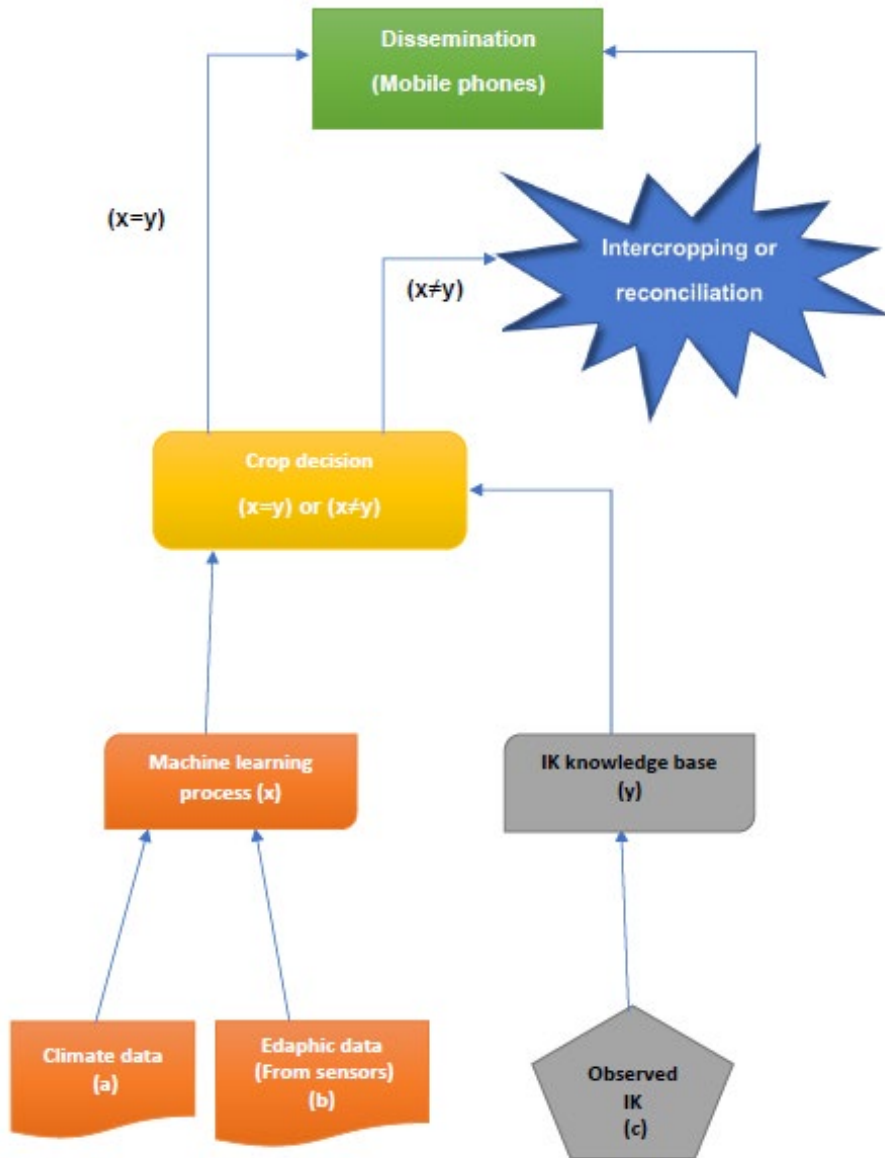 Dissemination
(Mobile phones)
(x=y)
Intercropping or
reconciliation
(x≠y)
Crop decision
(x=y) or (x≠y)
Machine learning
process (x)
IK knowledge base
(y)
Climate data
(a)
Edaphic data
(From sensors)
(b)
Observed
IK
(c)